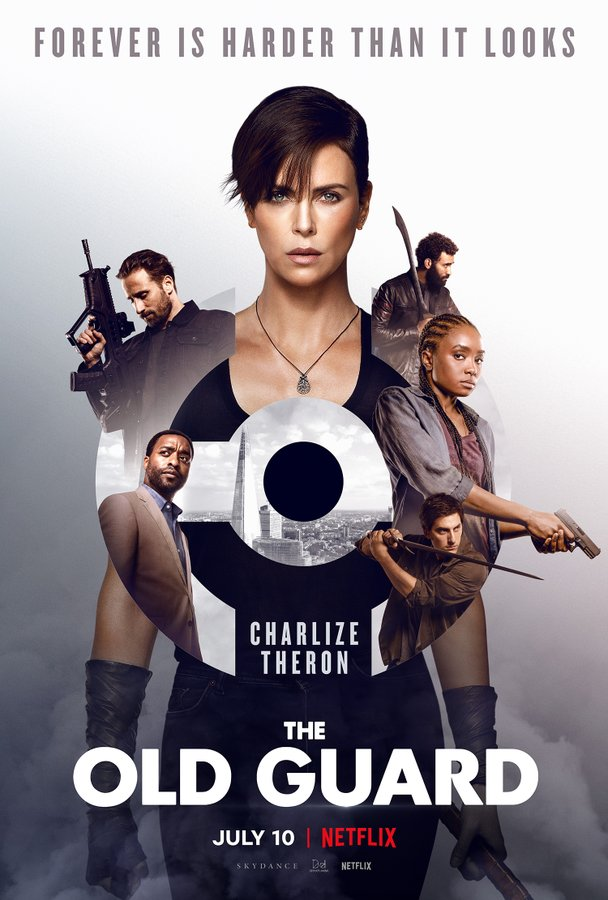 FOREVER IS HARDER THAN IT LOOKS
CHARLIZE
THERON
THE
OLD GUARD
JULY 10 | NETFLIX
SKYDANCE NETFLIX